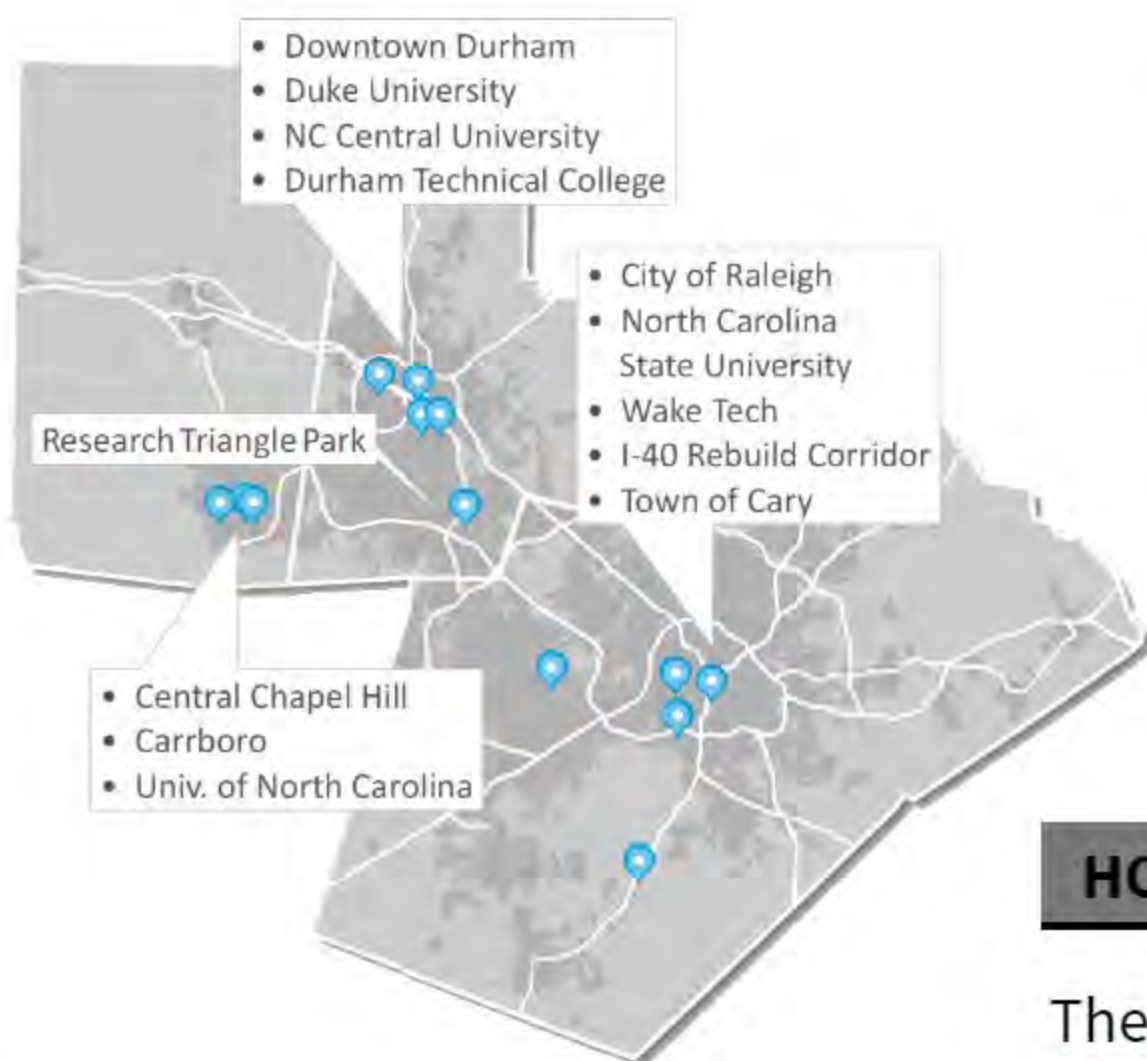 • Downtown Durham
• Duke University
• NC Central University
• Durham Technical College
• City of Raleigh
• North Carolina
State University
• Wake Tech
• I-40 Rebuild Corridor
• Town of Cary
Research Triangle Park
• Central Chapel Hill
• Carrboro
• Univ. of North Carolina
The